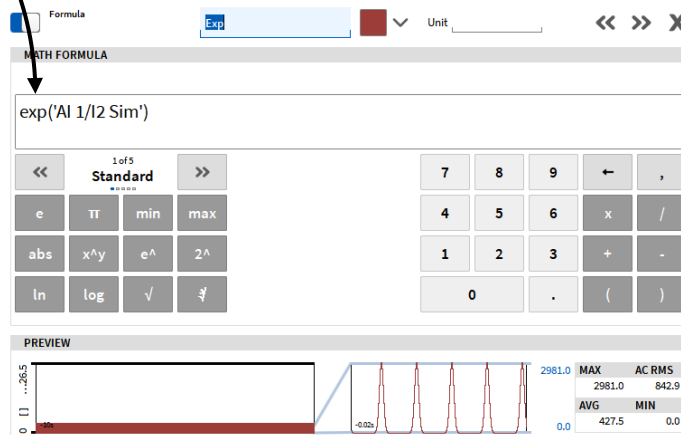 Formula
Exp
Unit
X
MATH FORMULA
exp('AI 1/I2 Sim')
1 of 5
Standard
7 8 9 ← ,
e π min max 4 5 6 x /
abs x^y e^ 2^ 1 2 3 + -
ln log √ ∛ 0 . ( )
PREVIEW
...26.5
[]
0
-10s
-0.02s
2981.0
0.0
MAX AC RMS
2981.0 842.9
AVG MIN
427.5 0.0